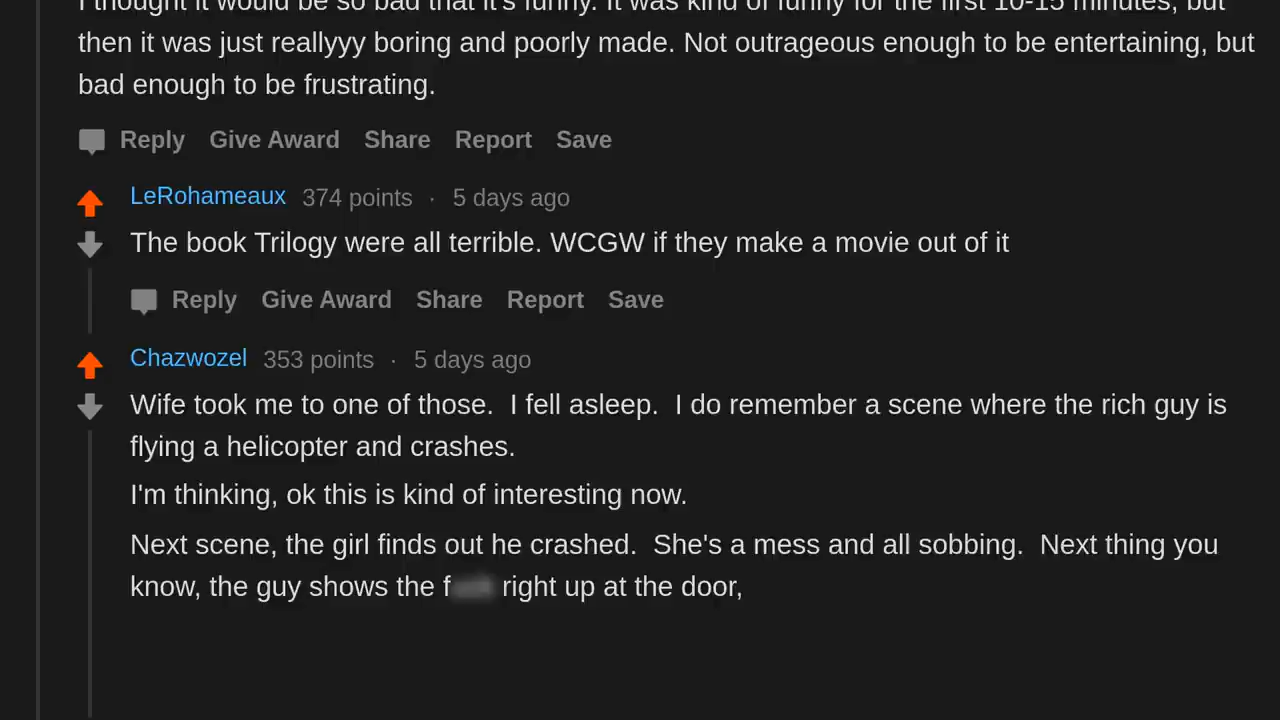 I thought it would be so bad that it's funny. It was kind of funny for the first 10-15 minutes, but
then it was just reallyyy boring and poorly made. Not outrageous enough to be entertaining, but
bad enough to be frustrating.
Reply Give Award Share Report Save
LeRohameaux 374 points · 5 days ago
The book Trilogy were all terrible. WCGW if they make a movie out of it
Reply Give Award Share Report Save
Chazwozel 353 points · 5 days ago
Wife took me to one of those. I fell asleep. I do remember a scene where the rich guy is
flying a helicopter and crashes.
I'm thinking, ok this is kind of interesting now.
Next scene, the girl finds out he crashed. She's a mess and all sobbing. Next thing you
know, the guy shows the f right up at the door,